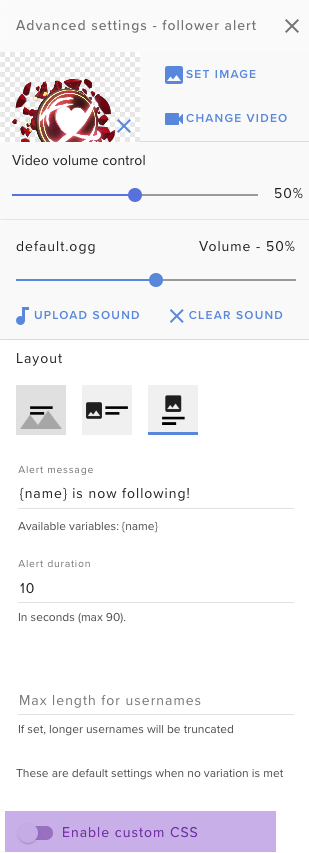 Advanced settings - follower alert
SET IMAGE
CHANGE VIDEO
Video volume control
50%
default.ogg Volume - 50%
UPLOAD SOUND CLEAR SOUND
Layout
Alert message
{name} is now following!
Available variables: {name}
Alert duration
10
In seconds (max 90).
Max length for usernames
If set, longer usernames will be truncated
These are default settings when no variation is met
Enable custom CSS